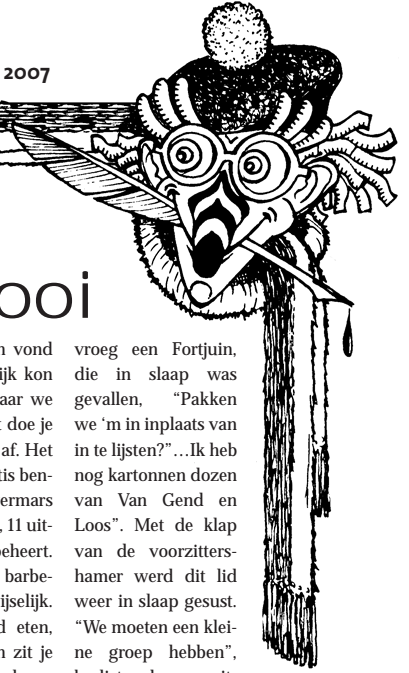 2007
ooi
n vond
ijk kon
aar we
t doe je
af. Het
tis ben-
ermars
, 11 uit-
eheert.
barbe-
ijselijk.
d eten,
n zit je
vroeg een Fortjuin,
die in slaap was
gevallen, “Pakken
we ‘m in inplaats van
in te lijsten?”…Ik heb
nog kartonnen dozen
van Van Gend en
Loos”. Met de klap
van de voorzitters-
hamer werd dit lid
weer in slaap gesust.
“We moeten een klei-
ne groep hebben”,